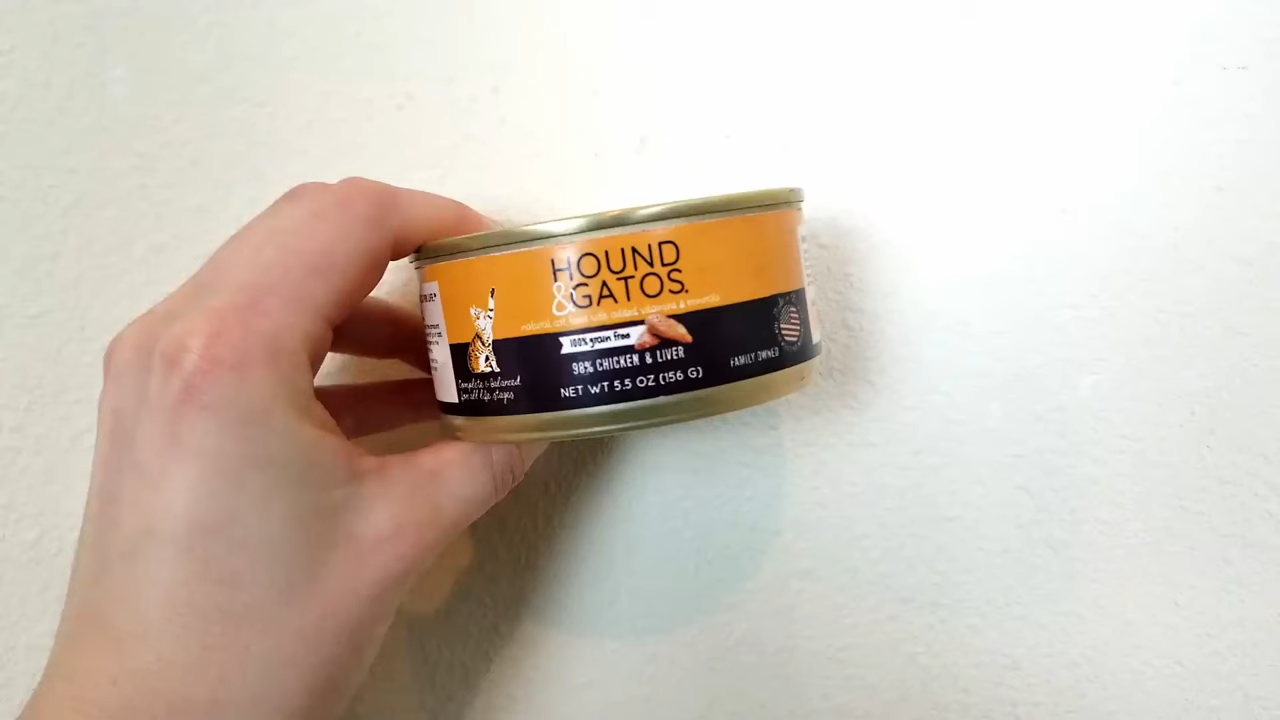 HOUND
&GATOS.
natural cat food with added vitamins & minerals
100% grain free
98% CHICKEN & LIVER
NET WT 5.5 OZ (156 G)
Complete & Balanced
for all life stages
FAMILY OWNED